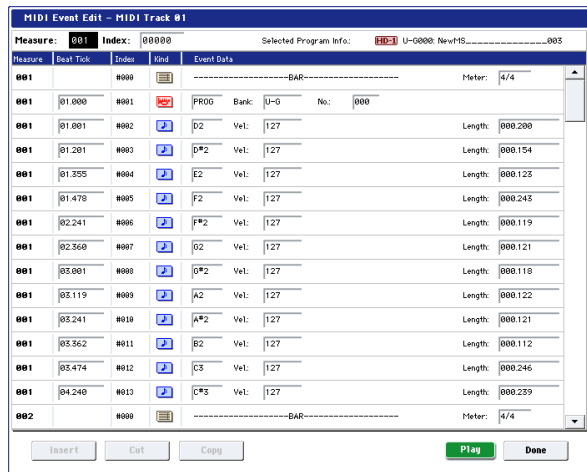 MIDI Event Edit – MIDI Track 01
Measure: 001 Index: 00000 Selected Program Info.: HD-1 U-G000: NewMS_______________003
Measure Beat Tick Index Kind Event Data
001 #000 -------------------BAR------------------- Meter: 4/4
001 01.000 #001 PROG Bank: U-G No.: 000
001 01.001 #002 D2 Vel.: 127 Length: 000.200
001 01.201 #003 D#2 Vel.: 127 Length: 000.154
001 01.355 #004 E2 Vel.: 127 Length: 000.123
001 01.478 #005 F2 Vel.: 127 Length: 000.243
001 02.241 #006 F#2 Vel.: 127 Length: 000.119
001 02.360 #007 G2 Vel.: 127 Length: 000.121
001 03.001 #008 G#2 Vel.: 127 Length: 000.118
001 03.119 #009 A2 Vel.: 127 Length: 000.122
001 03.241 #010 A#2 Vel.: 127 Length: 000.121
001 03.362 #011 B2 Vel.: 127 Length: 000.112
001 03.474 #012 C3 Vel.: 127 Length: 000.246
001 04.240 #013 C#3 Vel.: 127 Length: 000.239
002 #000 -------------------BAR------------------- Meter: 4/4
Insert Cut Copy Play Done